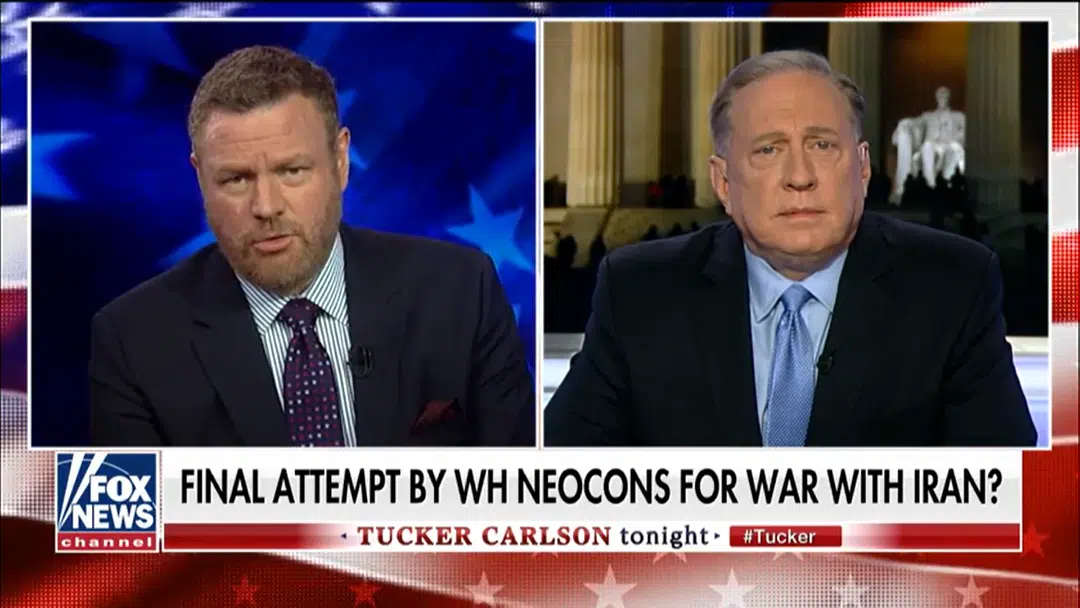 FINAL ATTEMPT BY WH NEOCONS FOR WAR WITH IRAN?
FOX
NEWS
channel
TUCKER CARLSON tonight
#Tucker